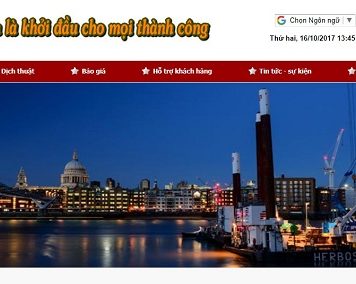 là khởi đầu cho mọi thành công
Chọn Ngôn ngữ ▼
Thứ hai, 16/10/2017 13:45
Dịch thuật ★ Báo giá ★ Hỗ trợ khách hàng ★ Tin tức - sự kiện ★
HERBOS